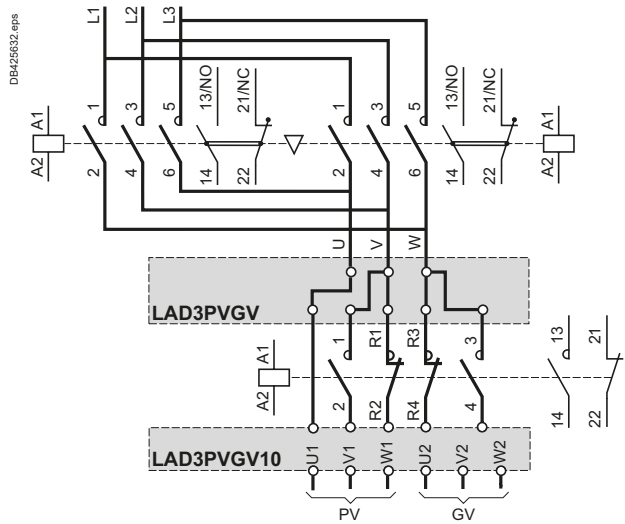 DB425632.eps
L1 L2 L3
A1 A2
1 3 5 13/NO 21/NC
2 4 6 14 22
1 3 5 13/NO 21/NC
2 4 6 14 22
A1 A2
U V W
LAD3PVGV
A1 A2
1 R1 R3 3 13 21
2 R2 R4 4 14 22
LAD3PVGV10
U1 V1 W1 U2 V2 W2
PV GV